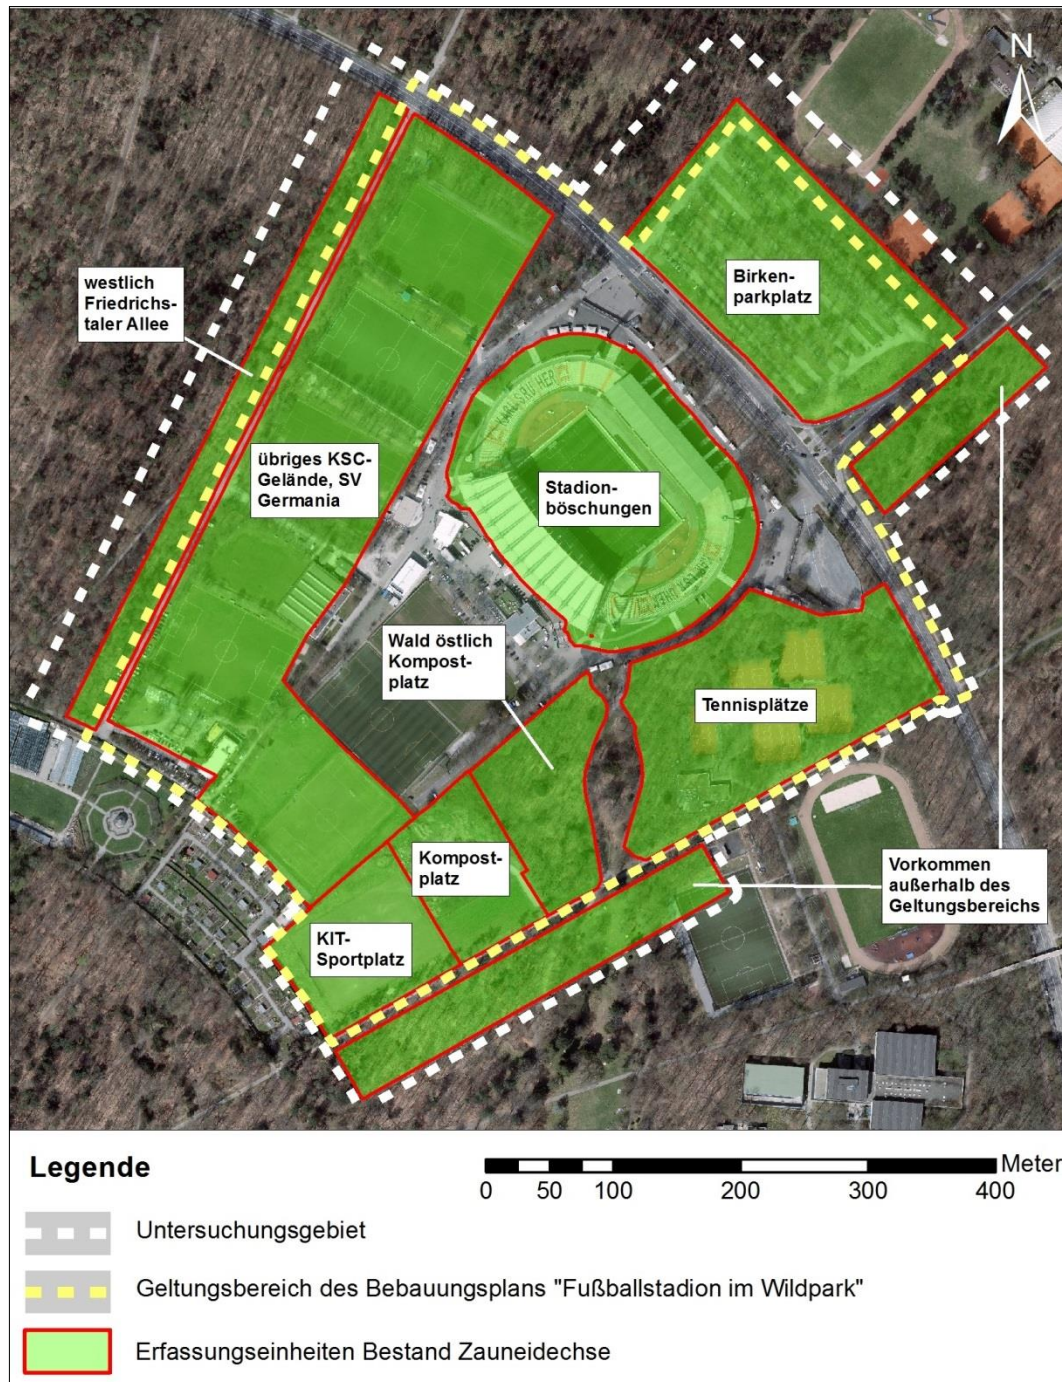 N
Birken-
parkplatz
westlich
Friedrichs-
taler Allee
übriges KSC-
Gelände, SV
Germania
KARLSRUHER
Stadion-
böschungen
Wald östlich
Kompost-
platz
Tennisplätze
Kompost-
platz
Vorkommen
außerhalb des
Geltungsbereichs
KIT-
Sportplatz
Legende
Meter
0 50 100 200 300 400
Untersuchungsgebiet
Geltungsbereich des Bebauungsplans "Fußballstadion im Wildpark"
Erfassungseinheiten Bestand Zauneidechse